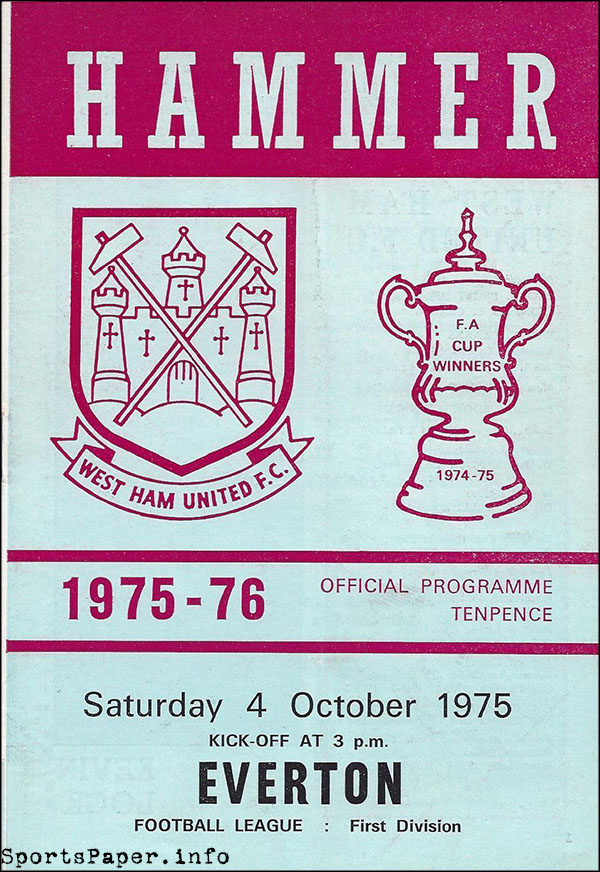 HAMMER
F.A
CUP
WINNERS
1974-75
WEST HAM UNITED F.C.
1975-76
OFFICIAL PROGRAMME
TENPENCE
Saturday 4 October 1975
KICK-OFF AT 3 p.m.
EVERTON
FOOTBALL LEAGUE : First Division
SportsPaper.info